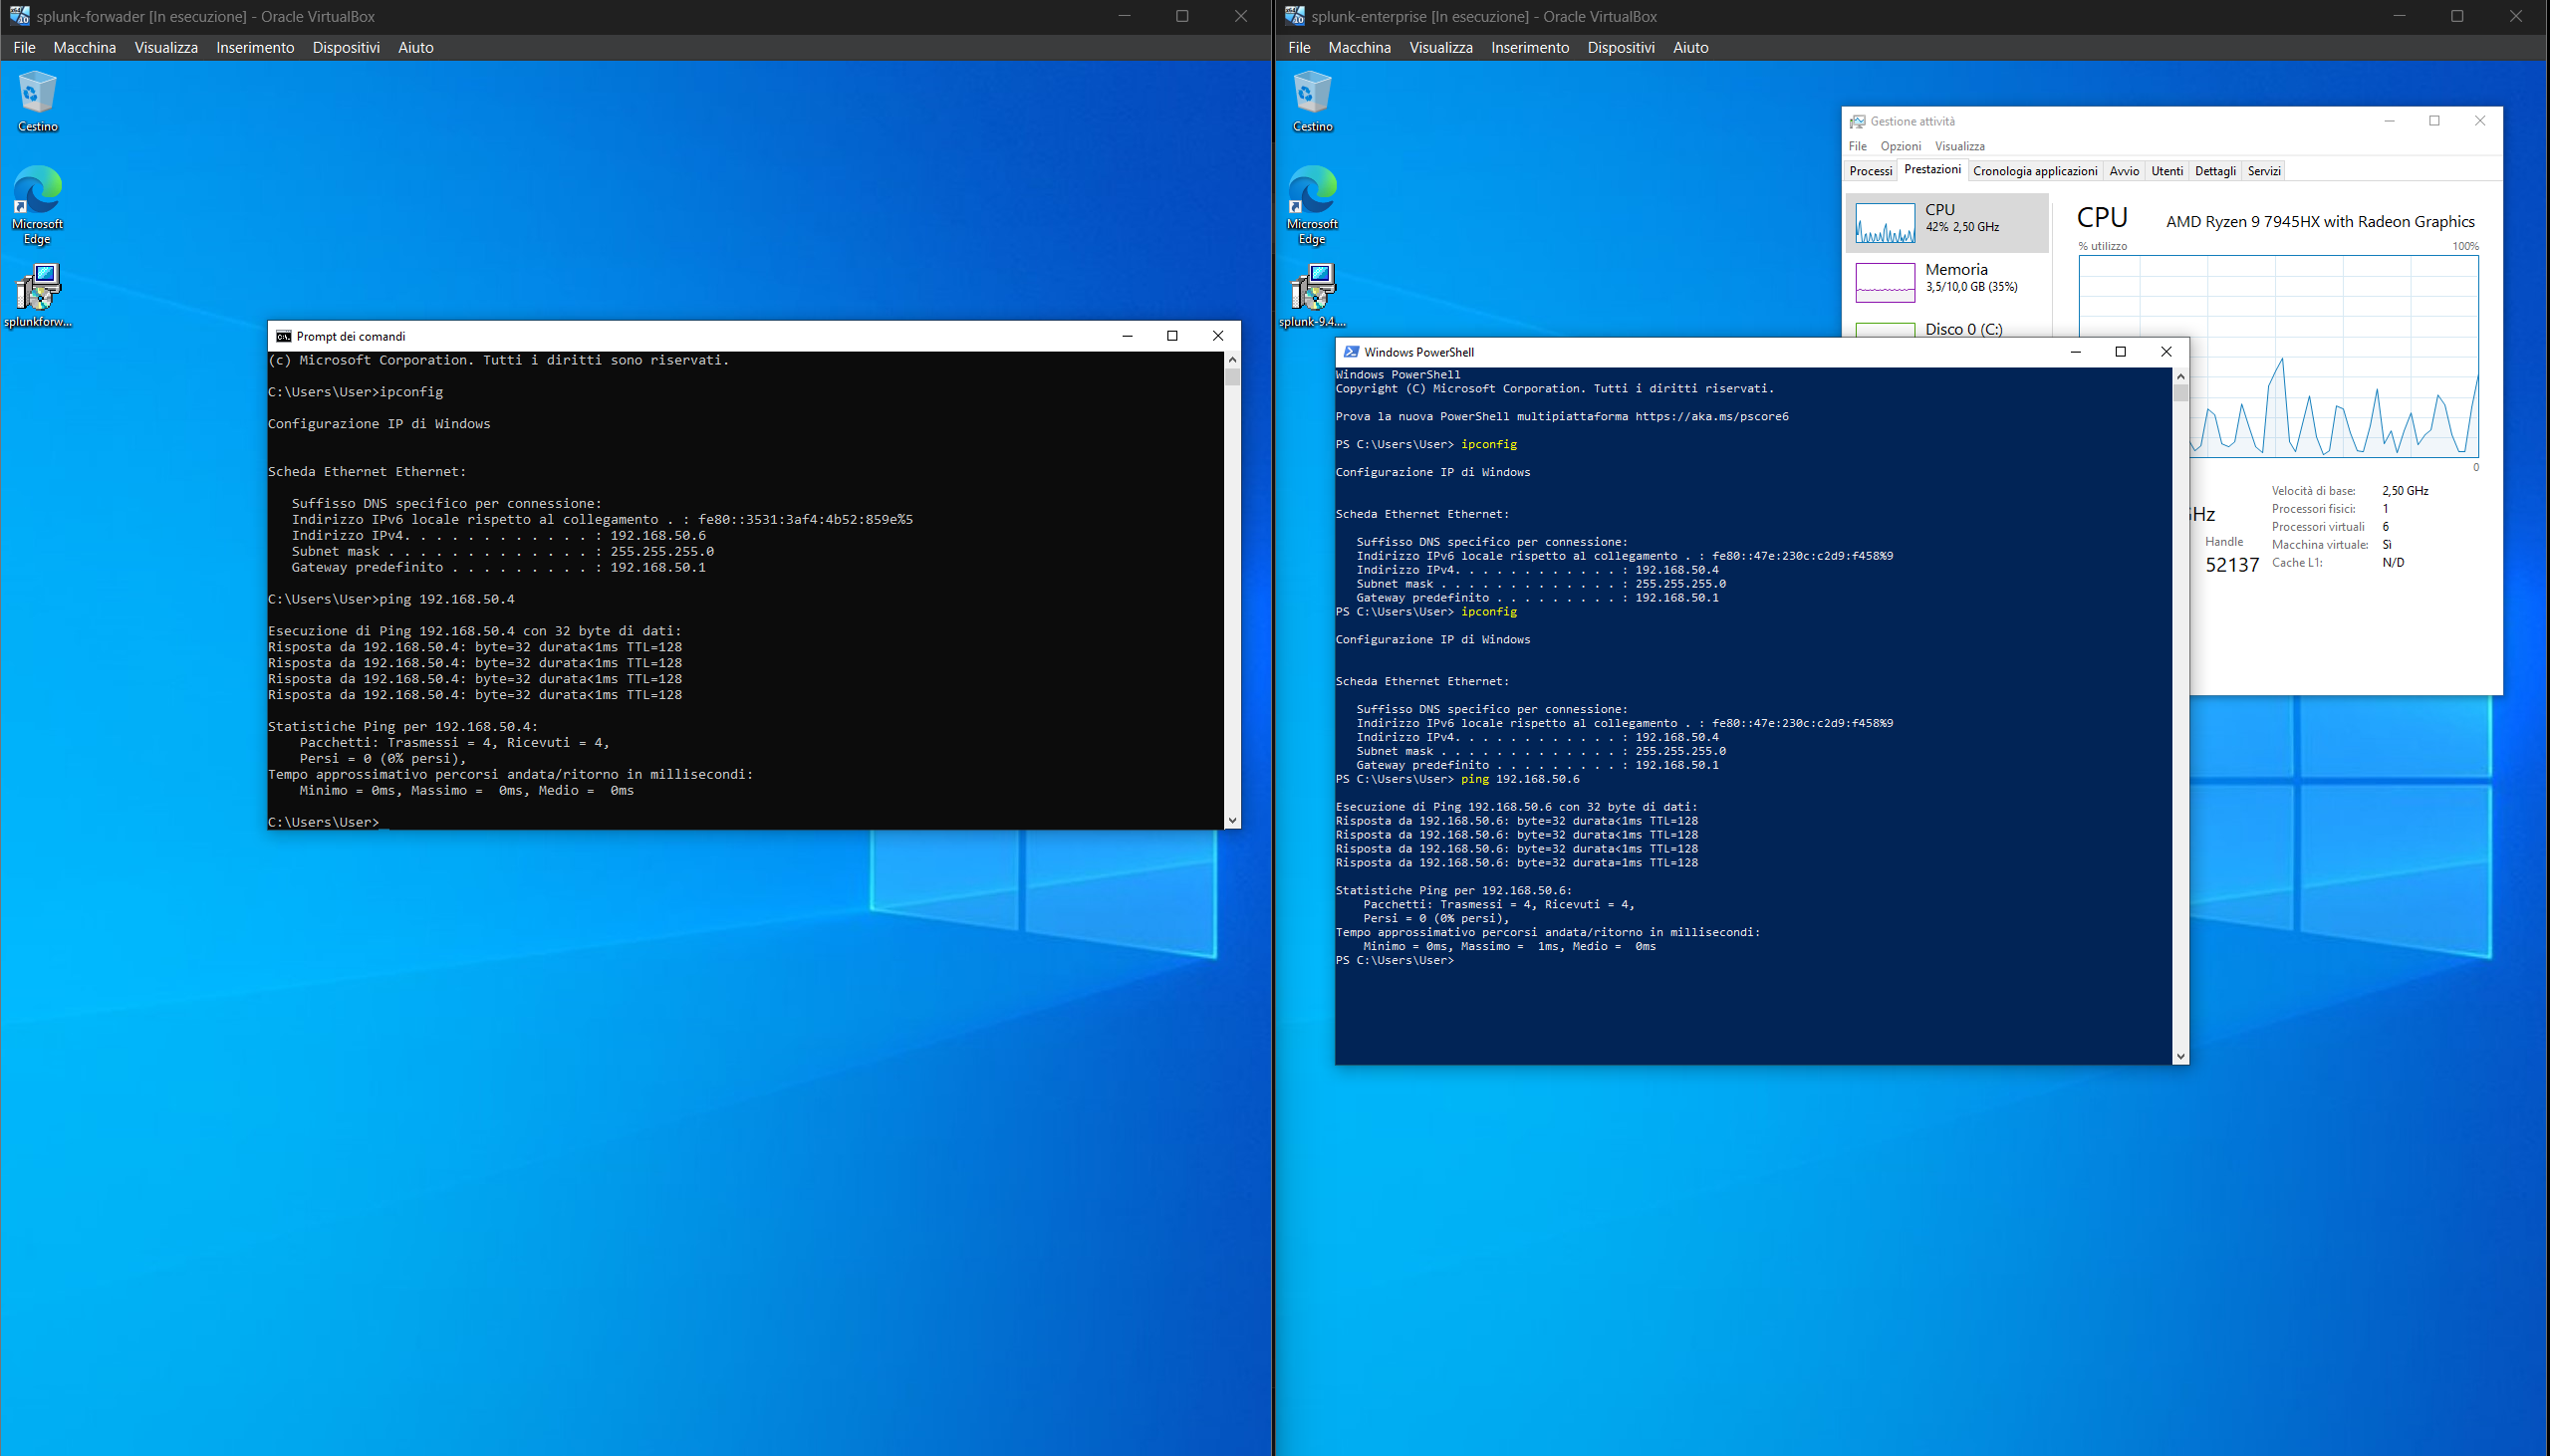 splunk-forwader [In esecuzione] - Oracle VirtualBox
File Macchina Visualizza Inserimento Dispositivi Aiuto
Cestino
Microsoft
Edge
splunkforw...
Prompt dei comandi
(c) Microsoft Corporation. Tutti i diritti sono riservati.
C:\Users\User>ipconfig
Configurazione IP di Windows
Scheda Ethernet Ethernet:
Suffisso DNS specifico per connessione:
Indirizzo IPv6 locale rispetto al collegamento . : fe80::3531:3af4:4b52:859e%5
Indirizzo IPv4. . . . . . . . . . . . : 192.168.50.6
Subnet mask . . . . . . . . . . . . . : 255.255.255.0
Gateway predefinito . . . . . . . . . : 192.168.50.1
C:\Users\User>ping 192.168.50.4
Esecuzione di Ping 192.168.50.4 con 32 byte di dati:
Risposta da 192.168.50.4: byte=32 durata<1ms TTL=128
Risposta da 192.168.50.4: byte=32 durata<1ms TTL=128
Risposta da 192.168.50.4: byte=32 durata<1ms TTL=128
Risposta da 192.168.50.4: byte=32 durata<1ms TTL=128
Statistiche Ping per 192.168.50.4:
Pacchetti: Trasmessi = 4, Ricevuti = 4,
Persi = 0 (0% persi),
Tempo approssimativo percorsi andata/ritorno in millisecondi:
Minimo = 0ms, Massimo =  0ms, Medio =  0ms
C:\Users\User>_
splunk-enterprise [In esecuzione] - Oracle VirtualBox
File Macchina Visualizza Inserimento Dispositivi Aiuto
Cestino
Microsoft
Edge
splunk-9.4....
Gestione attività
File Opzioni Visualizza
Processi Prestazioni Cronologia applicazioni Avvio Utenti Dettagli Servizi
CPU
42% 2,50 GHz
Memoria
3,5/10,0 GB (35%)
Disco 0 (C:)
CPU AMD Ryzen 9 7945HX with Radeon Graphics
% utilizzo 100%
0
Hz
Handle
52137
Velocità di base: 2,50 GHz
Processori fisici: 1
Processori virtuali 6
Macchina virtuale: Sì
Cache L1: N/D
Windows PowerShell
Windows PowerShell
Copyright (C) Microsoft Corporation. Tutti i diritti riservati.
Prova la nuova PowerShell multipiattaforma https://aka.ms/pscore6
PS C:\Users\User> ipconfig
Configurazione IP di Windows
Scheda Ethernet Ethernet:
Suffisso DNS specifico per connessione:
Indirizzo IPv6 locale rispetto al collegamento . : fe80::47e:230c:c2d9:f458%9
Indirizzo IPv4. . . . . . . . . . . . : 192.168.50.4
Subnet mask . . . . . . . . . . . . . : 255.255.255.0
Gateway predefinito . . . . . . . . . : 192.168.50.1
PS C:\Users\User> ipconfig
Configurazione IP di Windows
Scheda Ethernet Ethernet:
Suffisso DNS specifico per connessione:
Indirizzo IPv6 locale rispetto al collegamento . : fe80::47e:230c:c2d9:f458%9
Indirizzo IPv4. . . . . . . . . . . . : 192.168.50.4
Subnet mask . . . . . . . . . . . . . : 255.255.255.0
Gateway predefinito . . . . . . . . . : 192.168.50.1
PS C:\Users\User> ping 192.168.50.6
Esecuzione di Ping 192.168.50.6 con 32 byte di dati:
Risposta da 192.168.50.6: byte=32 durata<1ms TTL=128
Risposta da 192.168.50.6: byte=32 durata<1ms TTL=128
Risposta da 192.168.50.6: byte=32 durata<1ms TTL=128
Risposta da 192.168.50.6: byte=32 durata=1ms TTL=128
Statistiche Ping per 192.168.50.6:
Pacchetti: Trasmessi = 4, Ricevuti = 4,
Persi = 0 (0% persi),
Tempo approssimativo percorsi andata/ritorno in millisecondi:
Minimo = 0ms, Massimo =  1ms, Medio =  0ms
PS C:\Users\User>